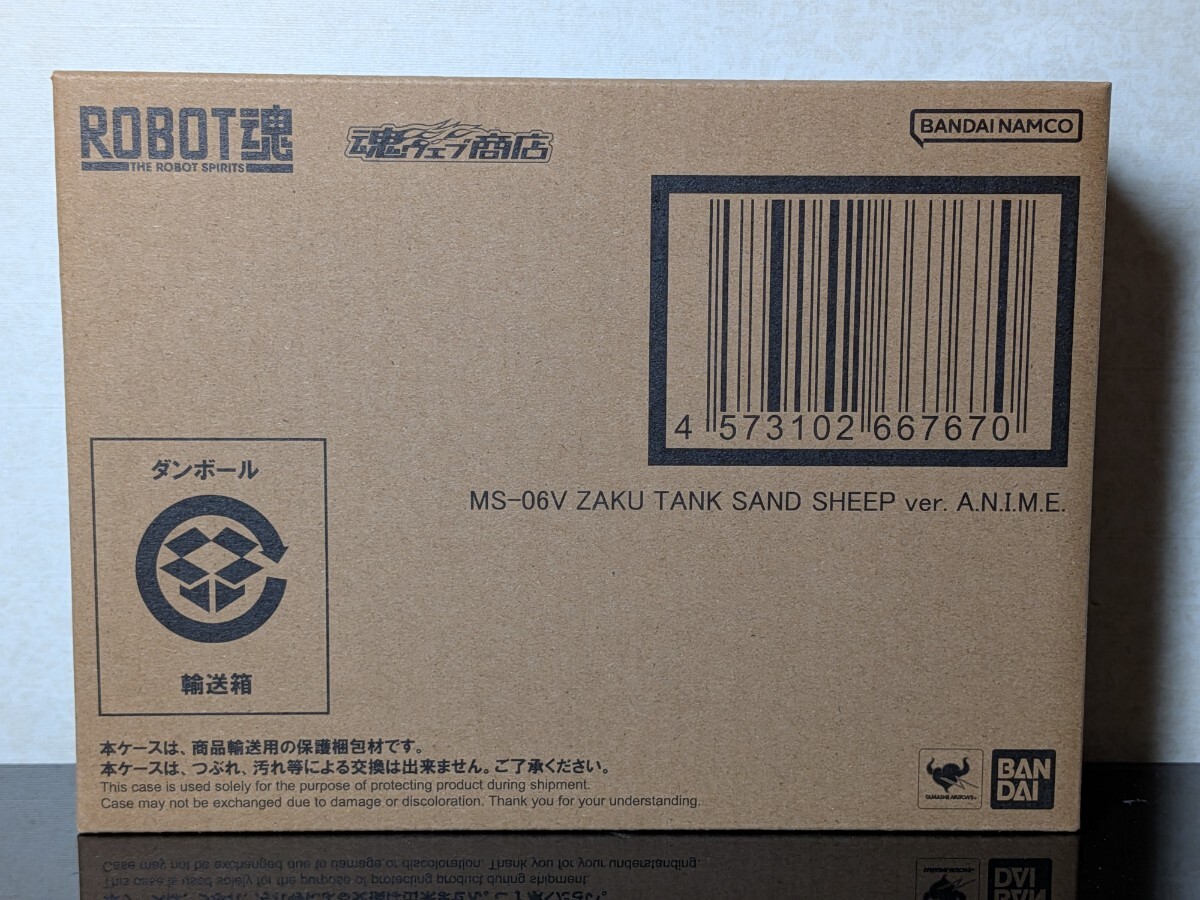 ROBOT魂
THE ROBOT SPIRITS
魂ウェブ商店
BANDAI NAMCO
4 573102 667670
MS-06V ZAKU TANK SAND SHEEP ver. A.N.I.M.E.
ダンボール
輸送箱
本ケースは、商品輸送用の保護梱包材です。
本ケースは、つぶれ、汚れ等による交換は出来ません。ご了承ください。
This case is used solely for the purpose of protecting product during shipment.
Case may not be exchanged due to damage or discoloration. Thank you for your understanding.
TAMASHII NATIONS
BAN
DAI